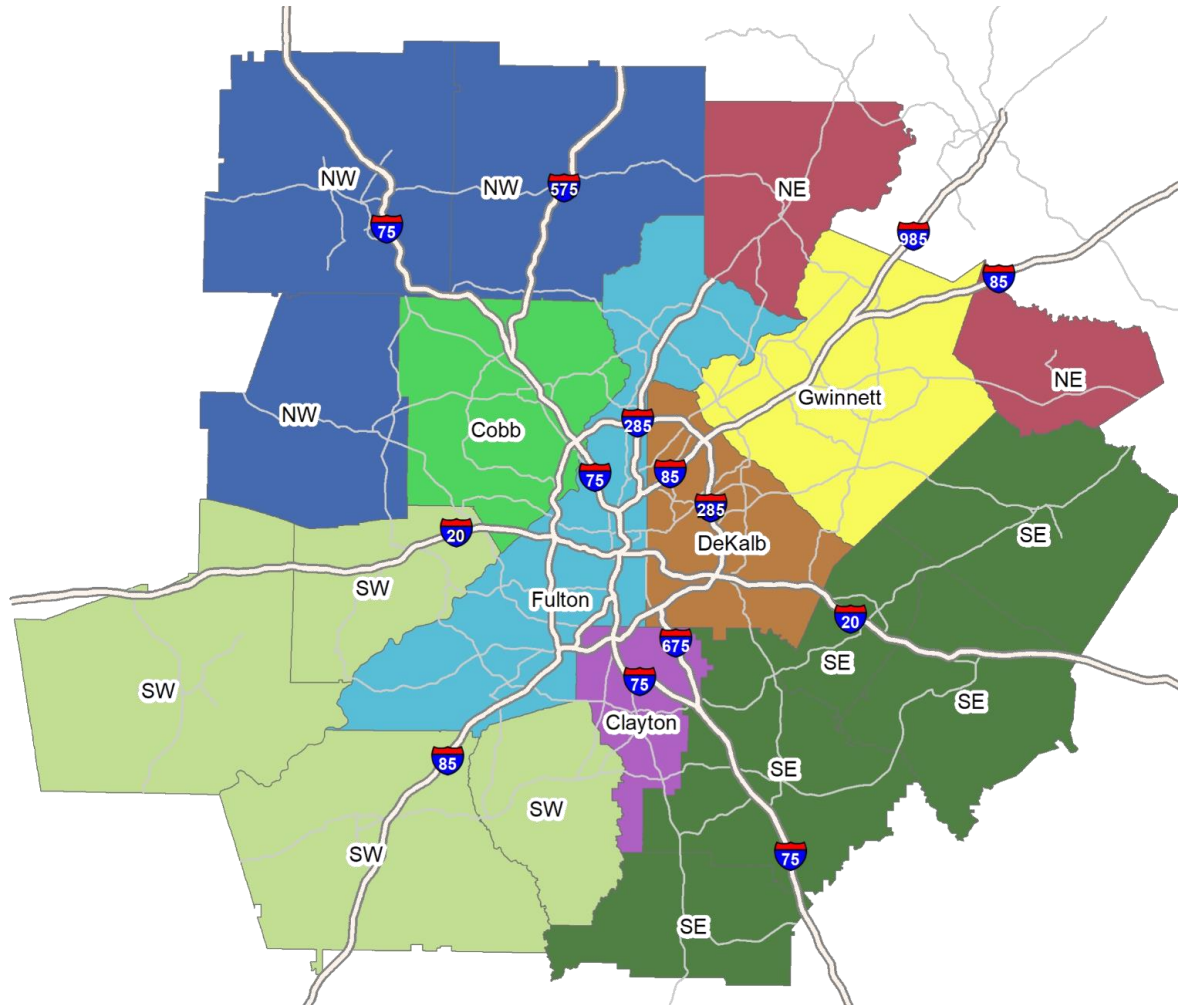 NW
NW
575
NE
75
985
85
NE
Gwinnett
NW
Cobb
285
75
85
285
20
DeKalb
SE
SW
Fulton
20
675
SE
SW
75
SE
Clayton
85
SE
SW
SW
75
SE